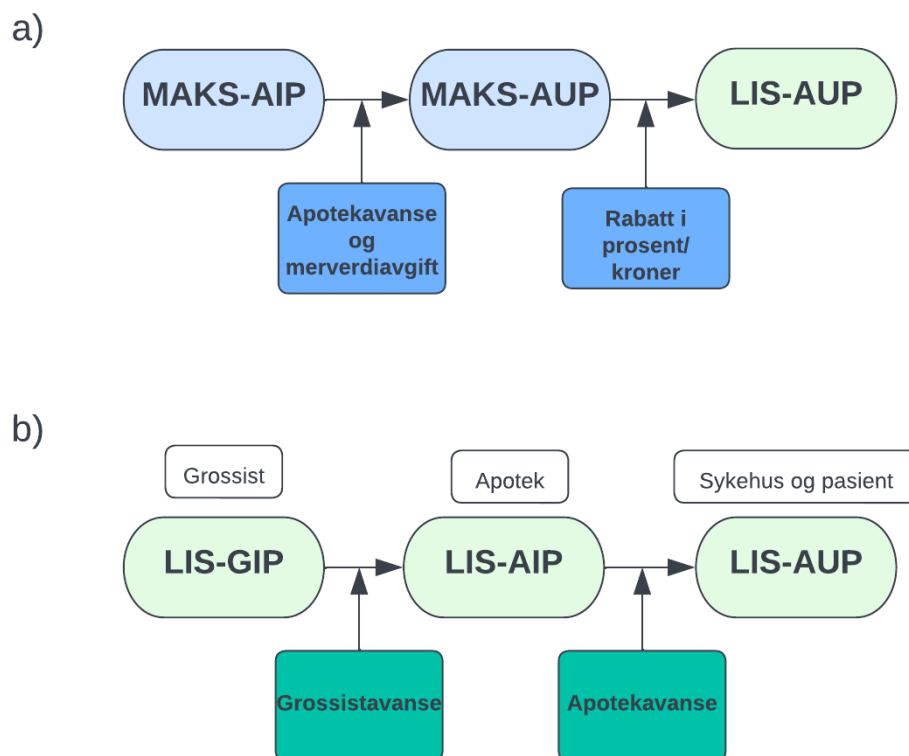 a)
MAKS-AIP
MAKS-AUP
LIS-AUP
Apotekavanse
og
merverdiavgift
Rabatt i
prosent/
kroner
b)
Grossist
Apotek
Sykehus og pasient
LIS-GIP
LIS-AIP
LIS-AUP
Grossistavanse
Apotekavanse